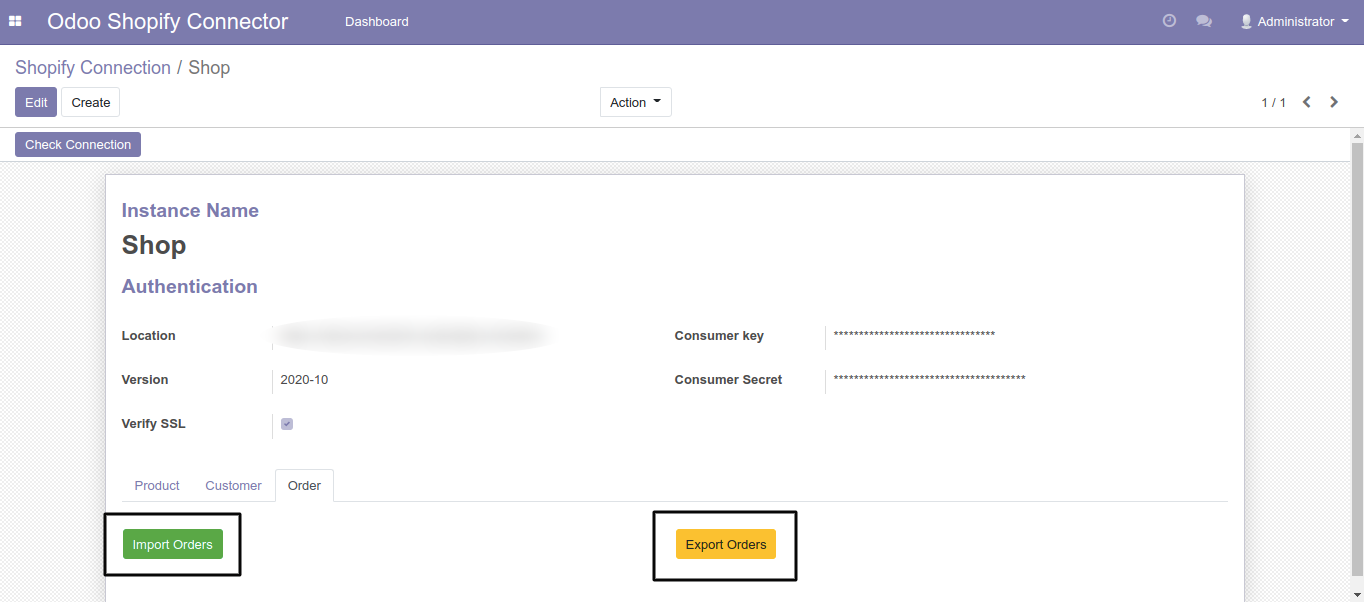 Odoo Shopify Connector Dashboard Administrator
Shopify Connection / Shop
Edit Create Action 1 / 1
Check Connection
Instance Name
Shop
Authentication
Location Consumer key ********************************
Version 2020-10 Consumer Secret **************************************
Verify SSL
Product Customer Order
Import Orders Export Orders